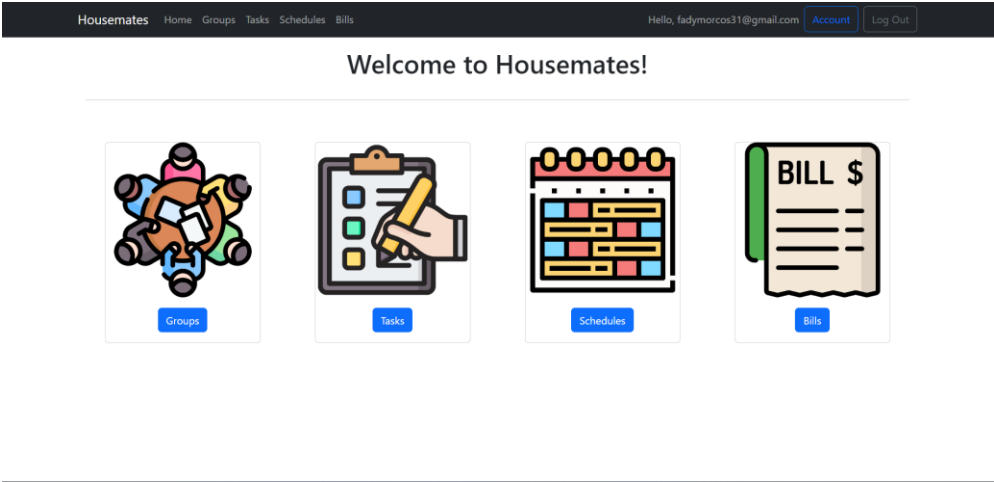 Housemates Home Groups Tasks Schedules Bills Hello, fadymorcos31@gmail.com Account Log Out
Welcome to Housemates!
BILL $
Groups Tasks Schedules Bills